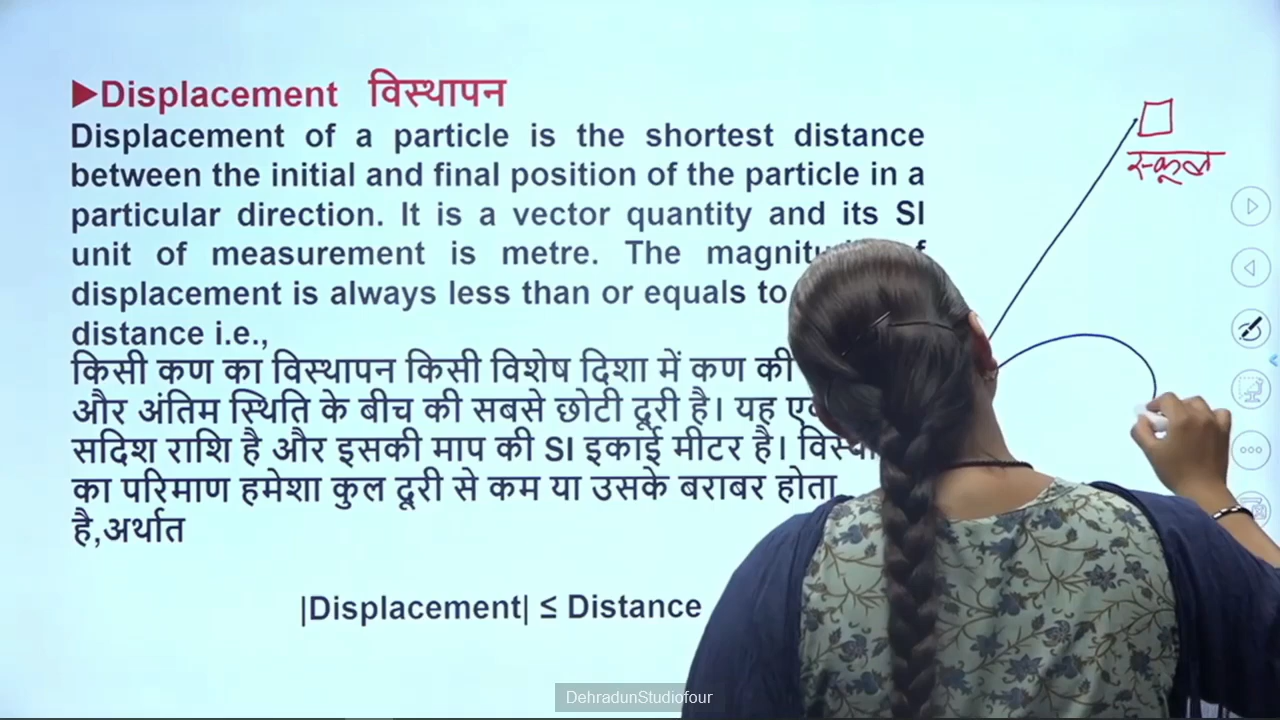 ▶Displacement विस्थापन
Displacement of a particle is the shortest distance
between the initial and final position of the particle in a
particular direction. It is a vector quantity and its SI
unit of measurement is metre. The
displacement is always less than or equals to
distance i.e.,
किसी कण का विस्थापन किसी विशेष दिशा में कण की
और अंतिम स्थिति के बीच की सबसे छोटी दूरी है। यह
सदिश राशि है और इसकी माप की SI इकाई मीटर है।
का परिमाण हमेशा कुल दूरी से कम या उसके बराबर होता
है,अर्थात
|Displacement| ≤ Distance
स्कूल
DehradunStudiofour